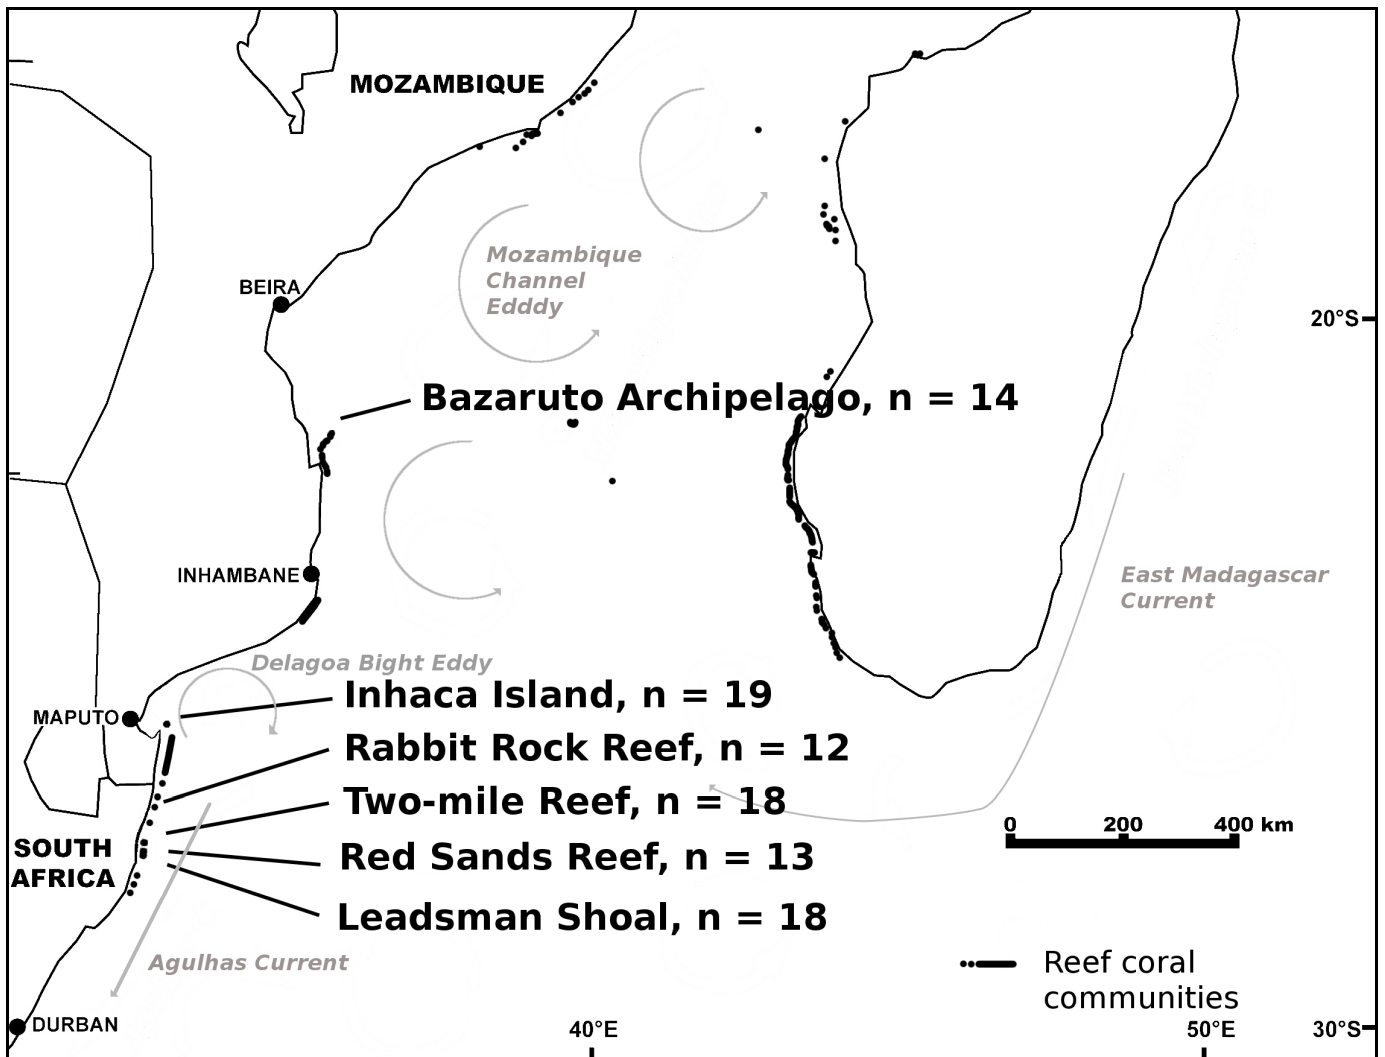 MOZAMBIQUE
Mozambique
Channel
Edddy
BEIRA
20°S
Bazaruto Archipelago, n = 14
INHAMBANE
East Madagascar
Current
Delagoa Bight Eddy
Inhaca Island, n = 19
MAPUTO
Rabbit Rock Reef, n = 12
Two-mile Reef, n = 18
0 200 400 km
SOUTH
AFRICA
Red Sands Reef, n = 13
Leadsman Shoal, n = 18
Agulhas Current
Reef coral
communities
DURBAN
40°E
50°E
30°S